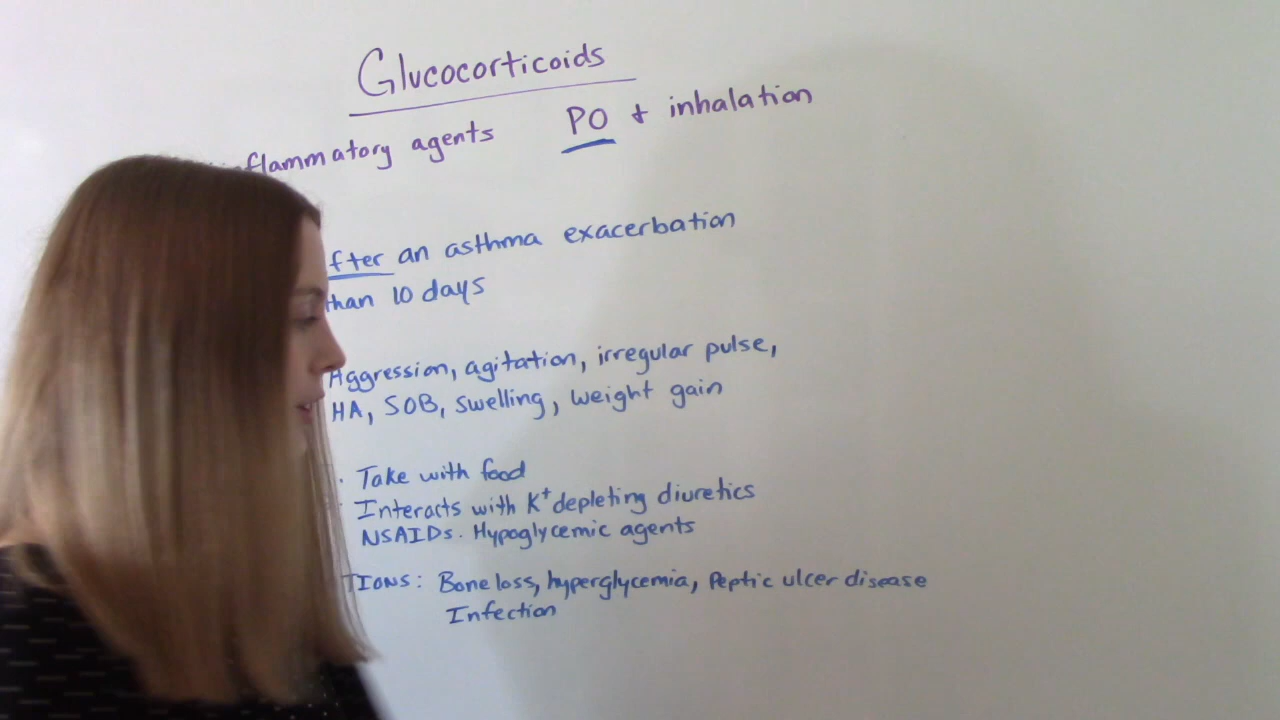 Glucocorticoids
inflammatory agents PO + inhalation
fter an asthma exacerbation
than 10 days
Aggression, agitation, irregular pulse,
HA, SOB, swelling, weight gain
· Take with food
· Interacts with K+ depleting diuretics
NSAIDs. Hypoglycemic agents
TIONS: Bone loss, hyperglycemia, Peptic ulcer disease
Infection